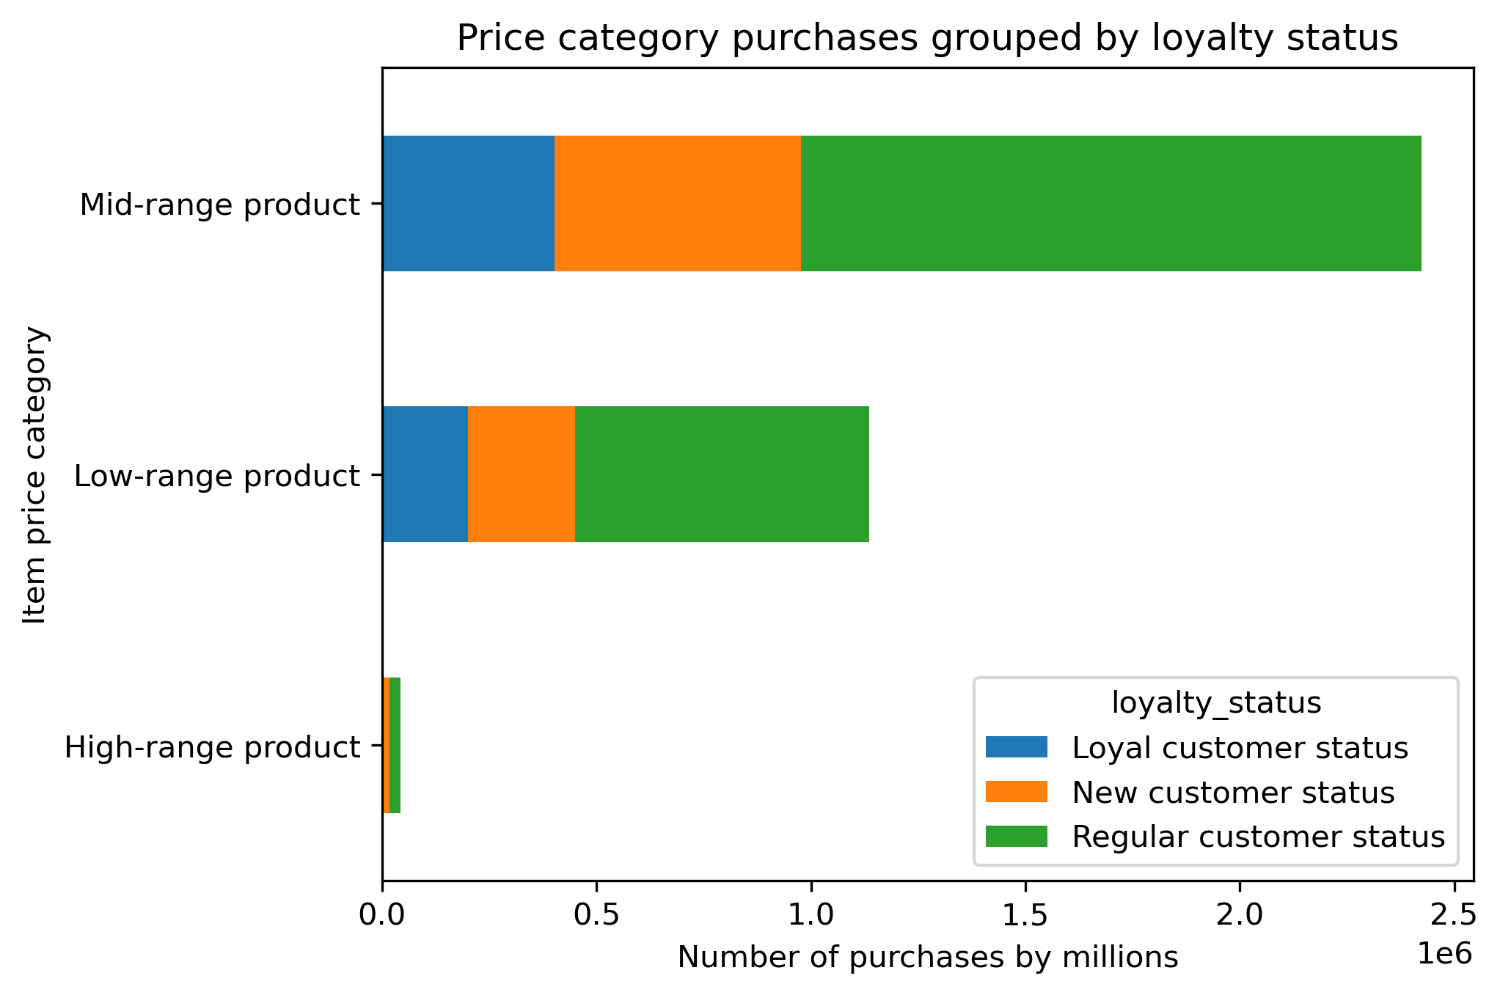 Price category purchases grouped by loyalty status
Item price category
Mid-range product
Low-range product
High-range product
loyalty_status
Loyal customer status
New customer status
Regular customer status
0.0 0.5 1.0 1.5 2.0 2.5
1e6
Number of purchases by millions